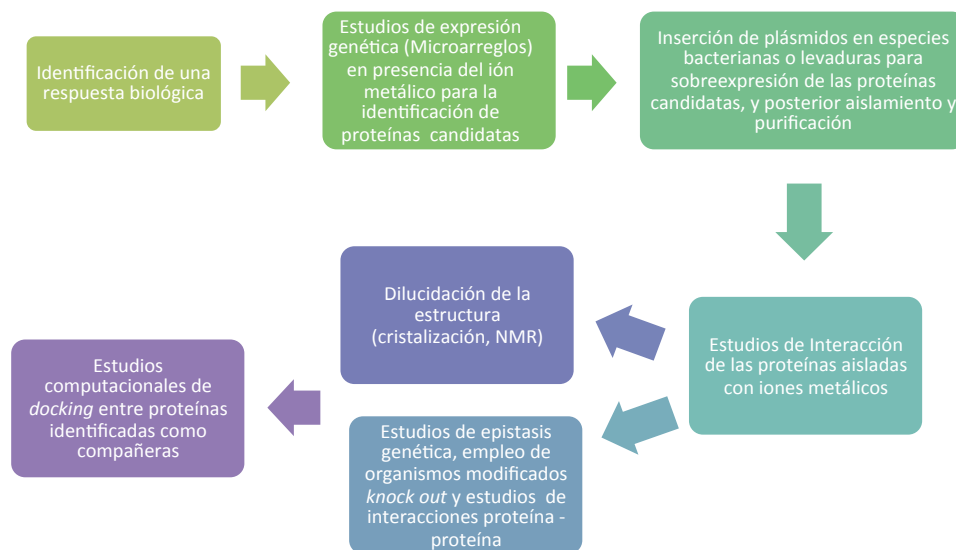 Identificación de una
respuesta biológica
Estudios de expresión
genética (Microarreglos)
en presencia del ión
metálico para la
identificación de
proteínas candidatas
Inserción de plásmidos en especies
bacterianas o levaduras para
sobreexpresión de las proteínas
candidatas, y posterior aislamiento y
purificación
Estudios de Interacción
de las proteínas aisladas
con iones metálicos
Dilucidación de la
estructura
(cristalización, NMR)
Estudios de epistasis
genética, empleo de
organismos modificados
knock out y estudios de
interacciones proteína -
proteína
Estudios
computacionales de
docking entre proteínas
identificadas como
compañeras